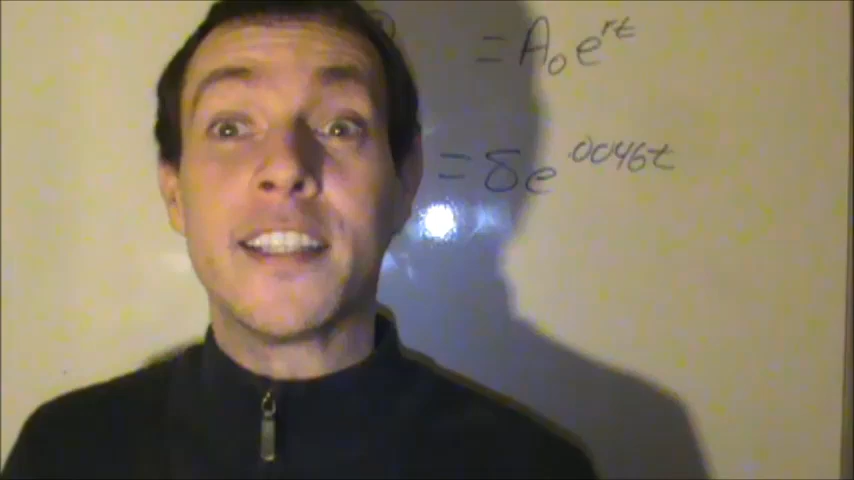 = A₀e^rt
= 8e^.0046t